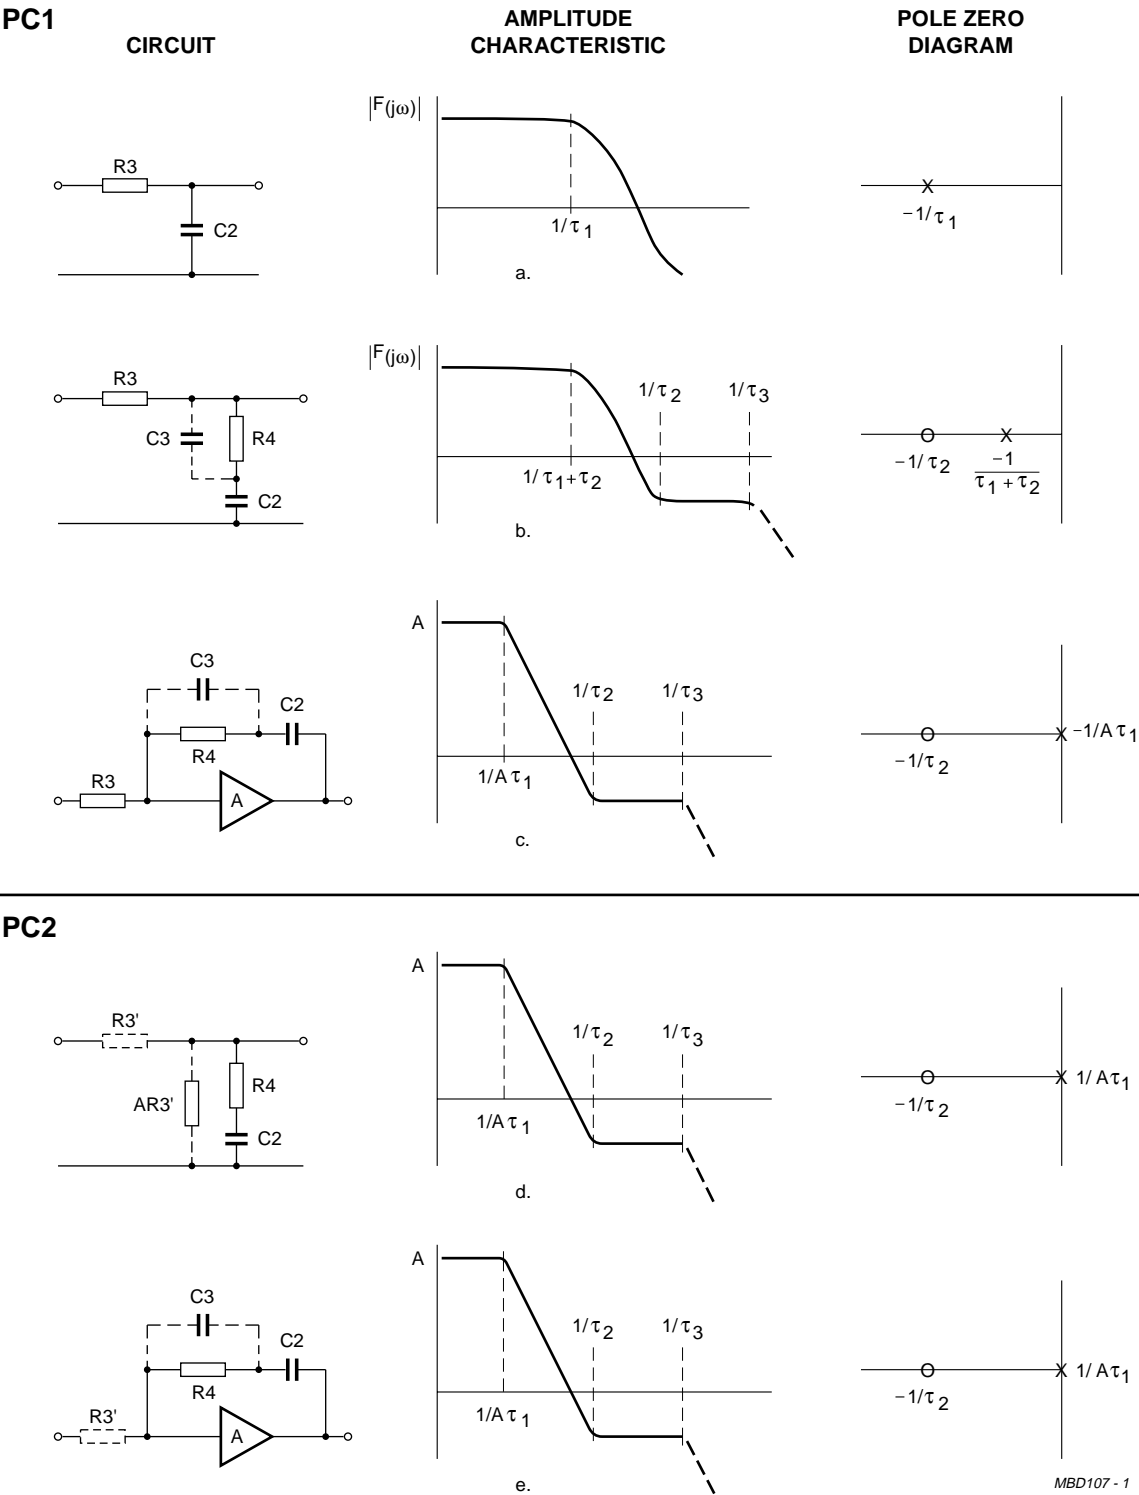 PC1
CIRCUIT
AMPLITUDE
CHARACTERISTIC
POLE ZERO
DIAGRAM
R3
C2
|F(jω)|
1/τ1
a.
X
−1/τ1
R3
C3
R4
C2
|F(jω)|
1/τ1+τ2
1/τ2
1/τ3
b.
O
X
−1/τ2
−1
τ1 + τ2
C3
C2
R4
R3
A
A
1/Aτ1
1/τ2
1/τ3
c.
O
X
−1/Aτ1
−1/τ2
PC2
R3'
AR3'
R4
C2
A
1/Aτ1
1/τ2
1/τ3
d.
O
X
1/Aτ1
−1/τ2
C3
C2
R4
R3'
A
A
1/Aτ1
1/τ2
1/τ3
e.
O
X
1/Aτ1
−1/τ2
MBD107 - 1